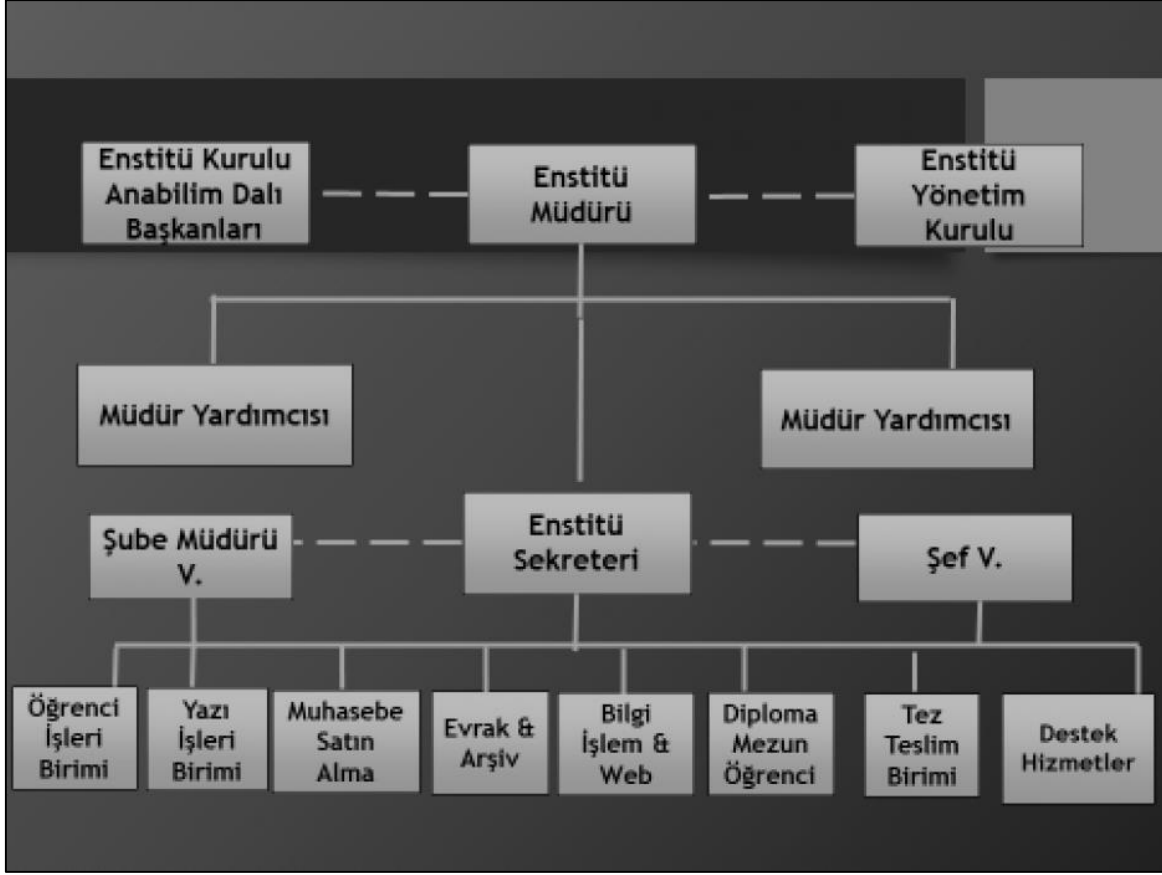 Enstitü Kurulu
Anabilim Dalı
Başkanları
Enstitü
Müdürü
Enstitü
Yönetim
Kurulu
Müdür Yardımcısı
Müdür Yardımcısı
Şube Müdürü
V.
Enstitü
Sekreteri
Şef V.
Öğrenci
İşleri
Birimi
Yazı
İşleri
Birimi
Muhasebe
Satın
Alma
Evrak &
Arşiv
Bilgi
İşlem &
Web
Diploma
Mezun
Öğrenci
Tez
Teslim
Birimi
Destek
Hizmetler